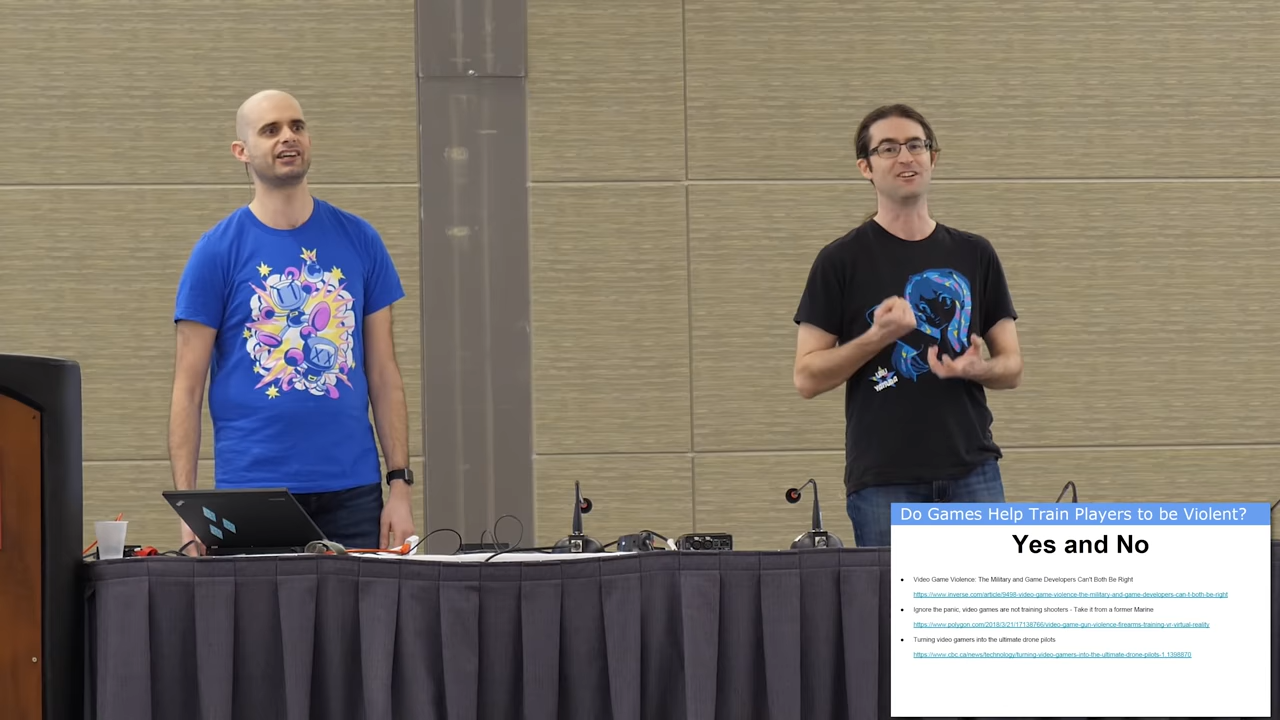 Do Games Help Train Players to be Violent?
Yes and No
Video Game Violence: The Military and Game Developers Can't Both Be Right
https://www.inverse.com/article/9498-video-game-violence-the-military-and-game-developers-can-t-both-be-right
Ignore the panic, video games are not training shooters - Take it from a former Marine
https://www.polygon.com/2018/3/21/17138766/video-game-gun-violence-firearms-training-vr-virtual-reality
Turning video gamers into the ultimate drone pilots
https://www.cbc.ca/news/technology/turning-video-gamers-into-the-ultimate-drone-pilots-1.1398870